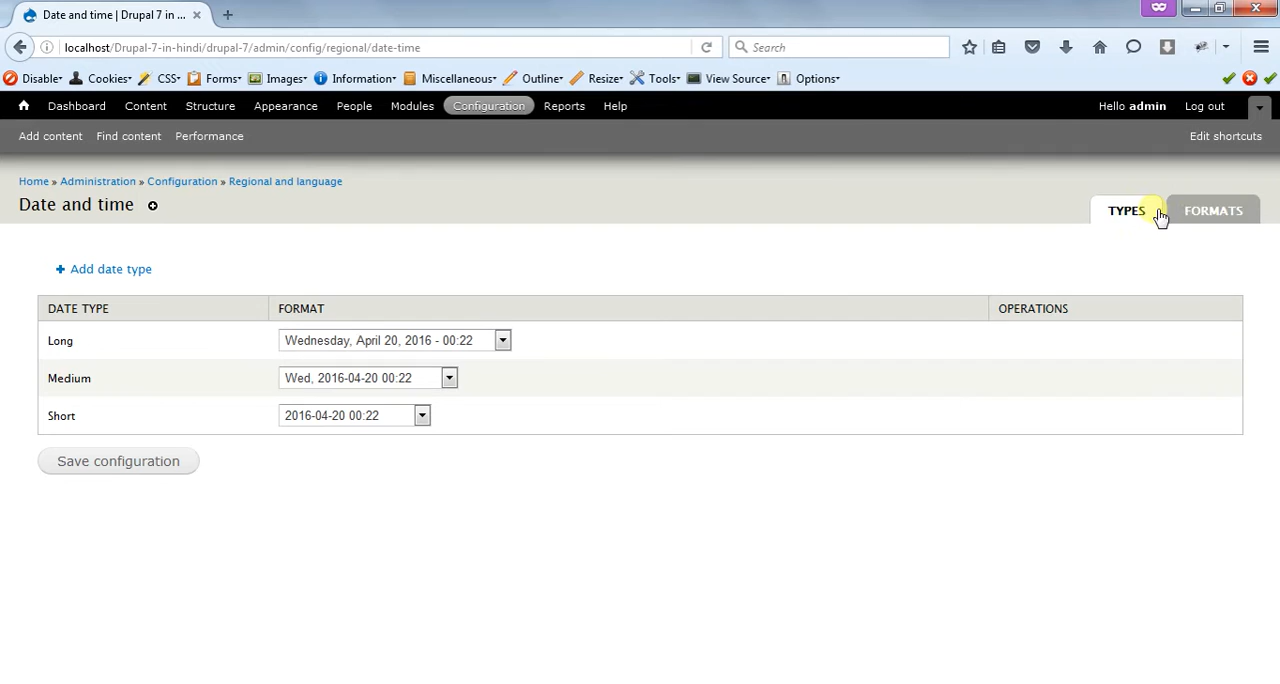 Date and time | Drupal 7 in ...
localhost/Drupal-7-in-hindi/drupal-7/admin/config/regional/date-time
Search
Disable Cookies CSS Forms Images Information Miscellaneous Outline Resize Tools View Source Options
Dashboard Content Structure Appearance People Modules Configuration Reports Help Hello admin Log out
Add content Find content Performance Edit shortcuts
Home » Administration » Configuration » Regional and language
Date and time
TYPES FORMATS
Add date type
DATE TYPE FORMAT OPERATIONS
Long Wednesday, April 20, 2016 - 00:22
Medium Wed, 2016-04-20 00:22
Short 2016-04-20 00:22
Save configuration